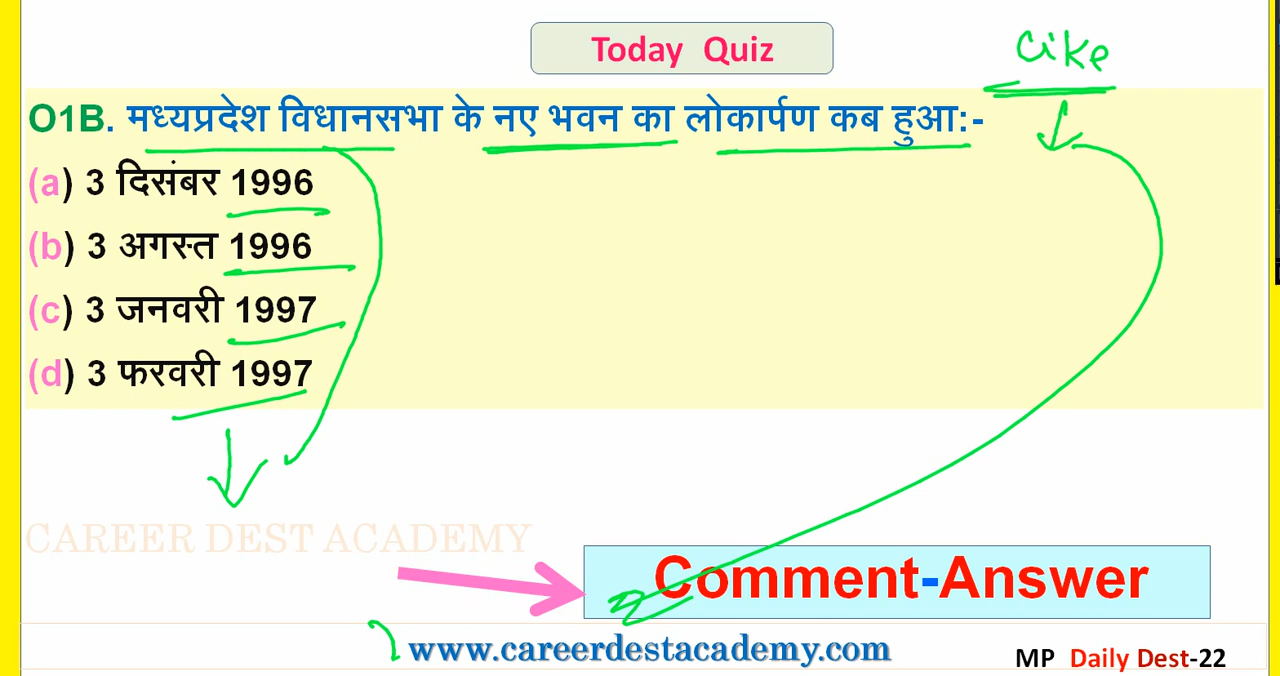 Today Quiz
Like
O1B. मध्यप्रदेश विधानसभा के नए भवन का लोकार्पण कब हुआ:-
(a) 3 दिसंबर 1996
(b) 3 अगस्त 1996
(c) 3 जनवरी 1997
(d) 3 फरवरी 1997
CAREER DEST ACADEMY
Comment-Answer
www.careerdestacademy.com
MP Daily Dest-22